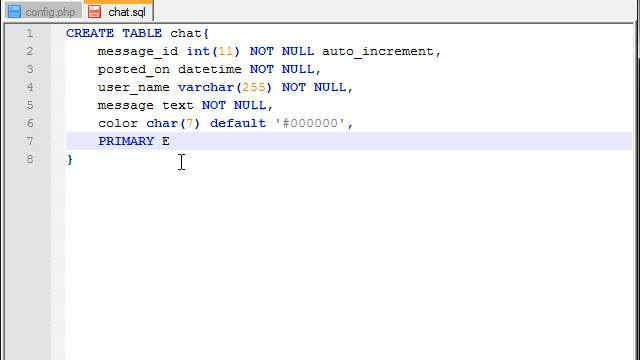 config.php chat.sql
1 CREATE TABLE chat{
2 message_id int(11) NOT NULL auto_increment,
3 posted_on datetime NOT NULL,
4 user_name varchar(255) NOT NULL,
5 message text NOT NULL,
6 color char(7) default '#000000',
7 PRIMARY E
8 }